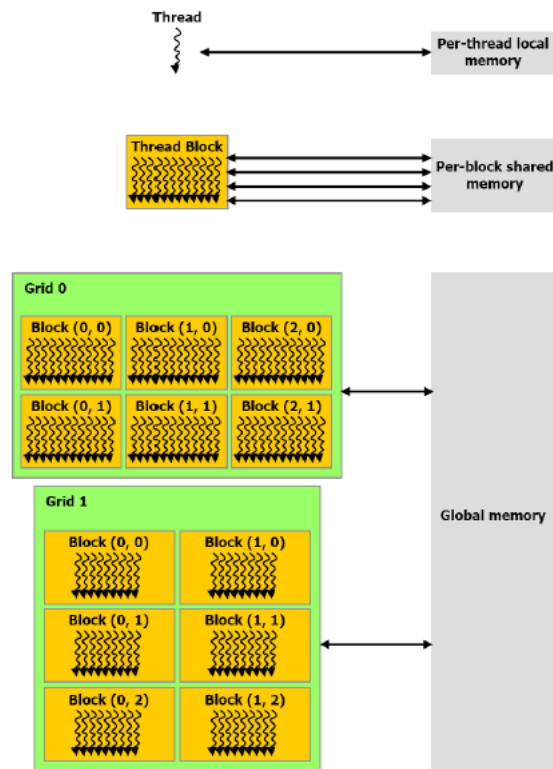 Thread
Per-thread local
memory
Thread Block
Per-block shared
memory
Grid 0
Block (0, 0)
Block (1, 0)
Block (2, 0)
Block (0, 1)
Block (1, 1)
Block (2, 1)
Global memory
Grid 1
Block (0, 0)
Block (1, 0)
Block (0, 1)
Block (1, 1)
Block (0, 2)
Block (1, 2)